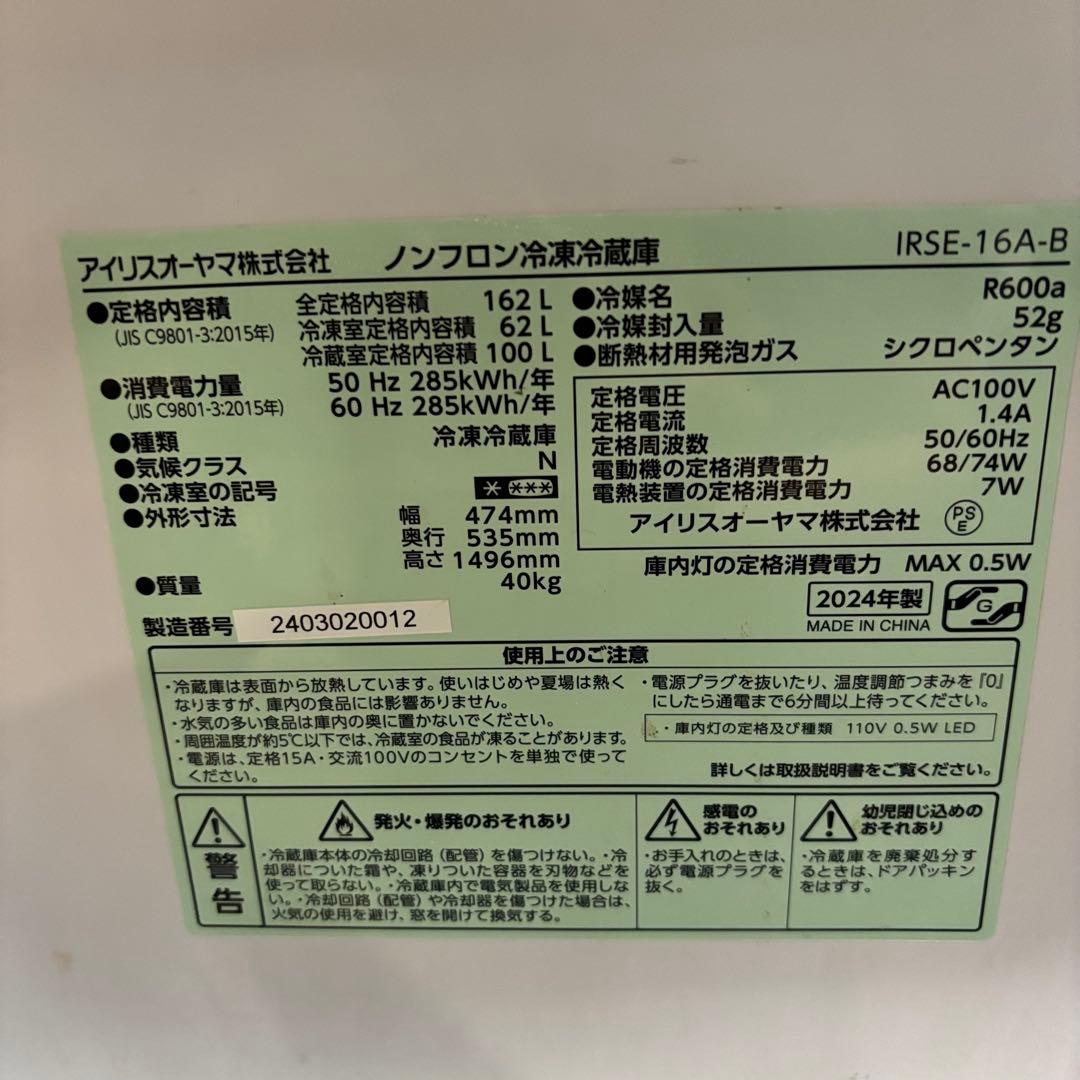 アイリスオーヤマ株式会社 ノンフロン冷凍冷蔵庫 IRSE-16A-B
●定格内容積 全定格内容積 162 L
(JIS C9801-3:2015年) 冷凍室定格内容積 62 L
冷蔵室定格内容積 100 L
●消費電力量 50 Hz 285kWh/年
(JIS C9801-3:2015年) 60 Hz 285kWh/年
●種類 冷凍冷蔵庫
●気候クラス N
●冷凍室の記号 * ***
●外形寸法 幅 474mm
奥行 535mm
高さ 1496mm
●質量 40kg
製造番号 2403020012
●冷媒名 R600a
●冷媒封入量 52g
●断熱材用発泡ガス シクロペンタン
定格電圧 AC100V
定格電流 1.4A
定格周波数 50/60Hz
電動機の定格消費電力 68/74W
電熱装置の定格消費電力 7W
アイリスオーヤマ株式会社 PSE
庫内灯の定格消費電力 MAX 0.5W
2024年製
MADE IN CHINA
G
使用上のご注意
・冷蔵庫は表面から放熱しています。使いはじめや夏場は熱く
なりますが、庫内の食品には影響ありません。
・水気の多い食品は庫内の奥に置かないでください。
・周囲温度が約5℃以下では、冷蔵室の食品が凍ることがあります。
・電源は、定格15A・交流100Vのコンセントを単独で使って
ください。
・電源プラグを抜いたり、温度調節つまみを『0』
にしたら通電まで6分間以上待ってください。
・庫内灯の定格及び種類 110V 0.5W LED
詳しくは取扱説明書をご覧ください。
警告
発火・爆発のおそれあり
・冷蔵庫本体の冷却回路（配管）を傷つけない。・冷
却器についた霜や、凍りついた容器を刃物などを
使って取らない。・冷蔵庫内で電気製品を使用しな
い。・冷却回路（配管）や冷却器を傷つけた場合は、
火気の使用を避け、窓を開けて換気する。
感電の
おそれあり
・お手入れのときは、
必ず電源プラグを
抜く。
幼児閉じ込めの
おそれあり
・冷蔵庫を廃棄処分す
るときは、ドアパッキン
をはずす。